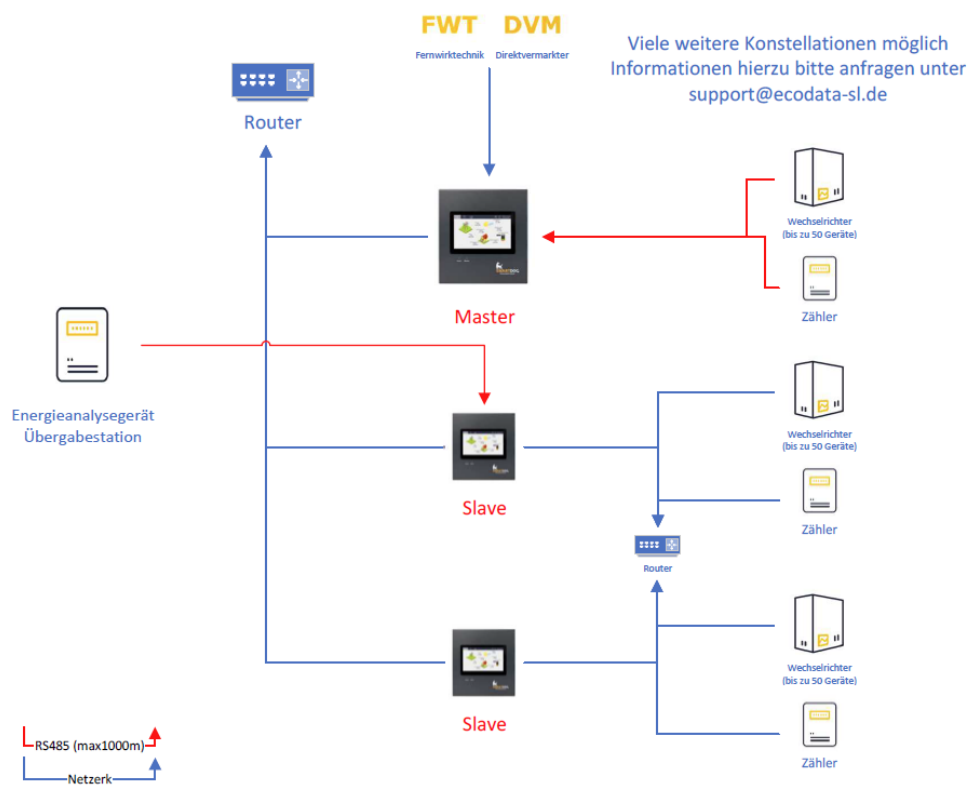 FWT DVM
Fernwirktechnik Direktvermarkter
Viele weitere Konstellationen möglich
Informationen hierzu bitte anfragen unter
support@ecodata-sl.de
Router
Master
Wechselrichter
(bis zu 50 Geräte)
Zähler
Energieanalysegerät
Übergabestation
Slave
Wechselrichter
(bis zu 50 Geräte)
Zähler
Router
Slave
Wechselrichter
(bis zu 50 Geräte)
Zähler
RS485 (max1000m)
Netzerk